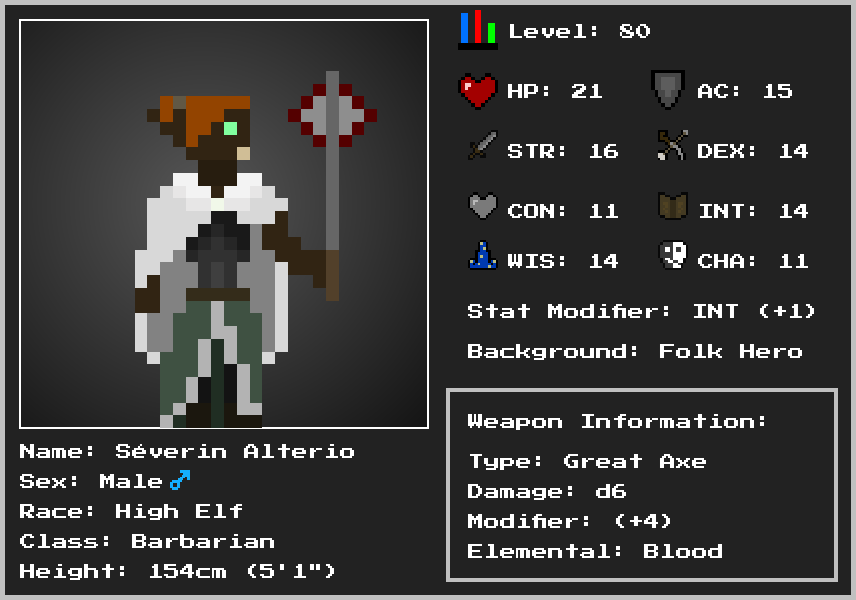 Level: 80
HP: 21 AC: 15
STR: 16 DEX: 14
CON: 11 INT: 14
WIS: 14 CHA: 11
Stat Modifier: INT (+1)
Background: Folk Hero
Weapon Information:
Type: Great Axe
Damage: d6
Modifier: (+4)
Elemental: Blood
Name: Séverin Alterio
Sex: Male ♂
Race: High Elf
Class: Barbarian
Height: 154cm (5'1")